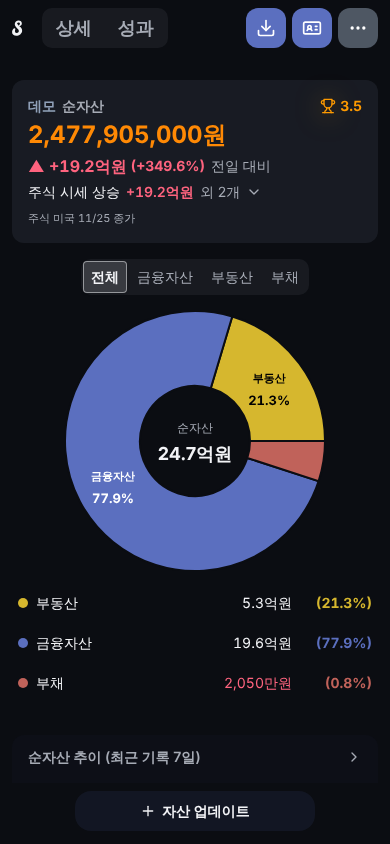 상세 성과
데모 순자산 3.5
2,477,905,000원
▲ +19.2억원 (+349.6%) 전일 대비
주식 시세 상승 +19.2억원 외 2개
주식 미국 11/25 종가
전체 금융자산 부동산 부채
부동산
21.3%
순자산
24.7억원
금융자산
77.9%
부동산 5.3억원 (21.3%)
금융자산 19.6억원 (77.9%)
부채 2,050만원 (0.8%)
순자산 추이 (최근 기록 7일)
+ 자산 업데이트